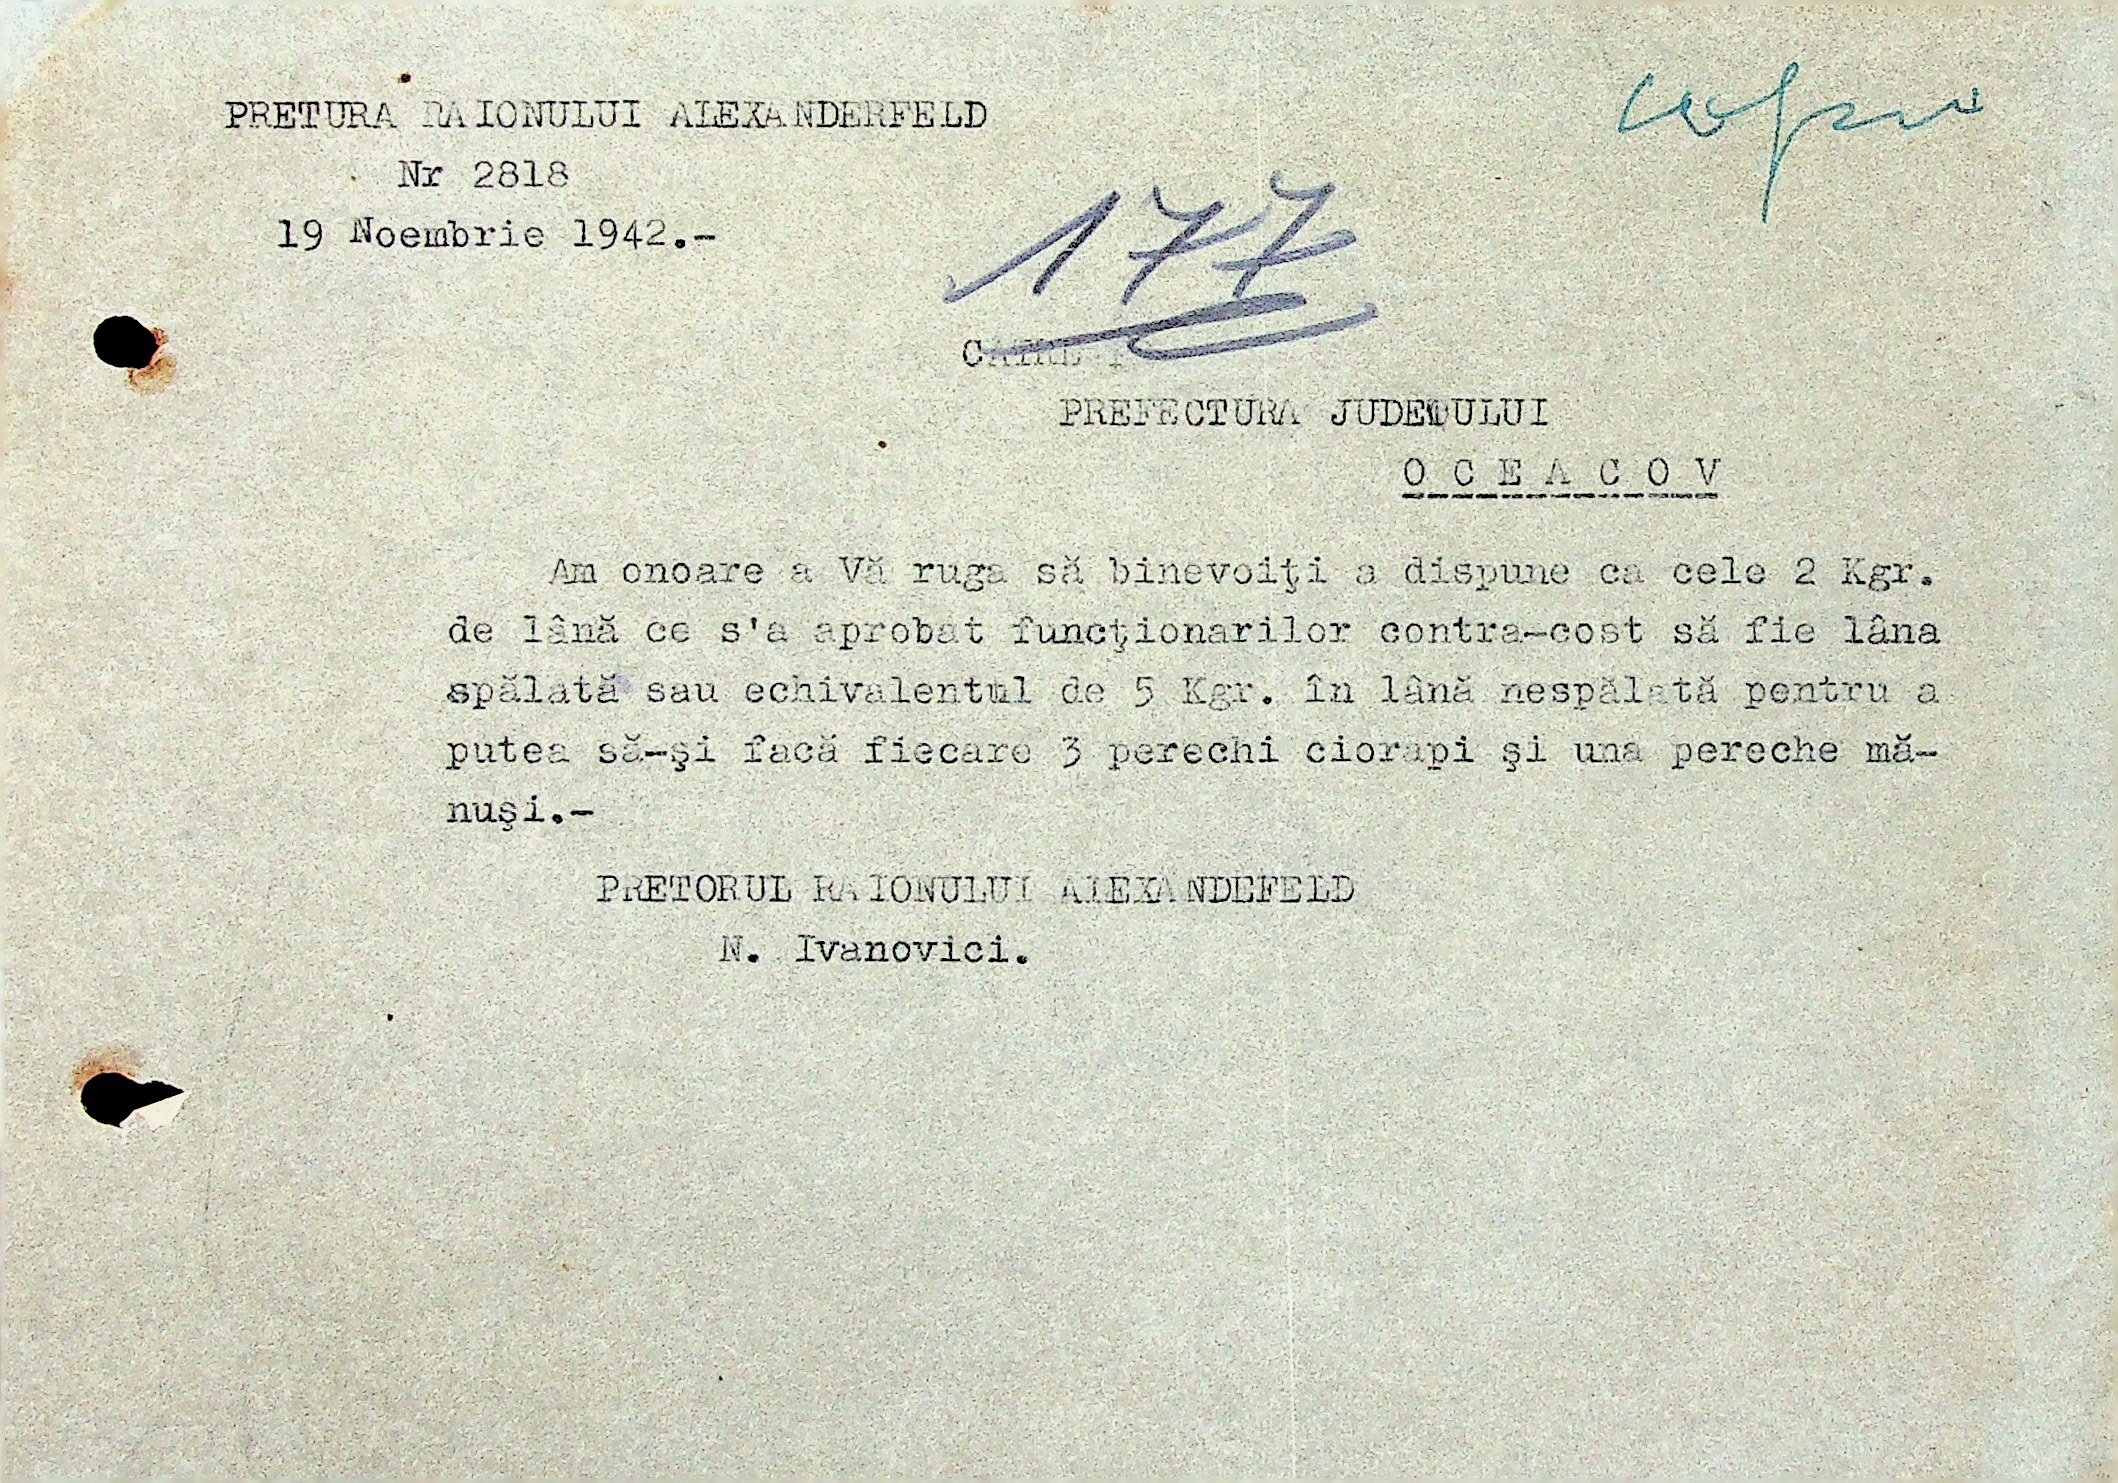 PRETURA RAIONULUI ALEXANDERFELD
Nr 2818
19 Noembrie 1942.-
177
CATRE
PREFECTURA JUDEŢULUI
O C E A C O V
Am onoare a Vă ruga să binevoiţi a dispune ca cele 2 Kgr.
de lână ce s'a aprobat funcţionarilor contra-cost să fie lâna
spălată sau echivalentul de 5 Kgr. în lână nespălată pentru a
putea să-şi facă fiecare 3 perechi ciorapi şi una pereche mă-
nuşi.-
PRETORUL RAIONULUI ALEXANDEFELD
N. Ivanovici.